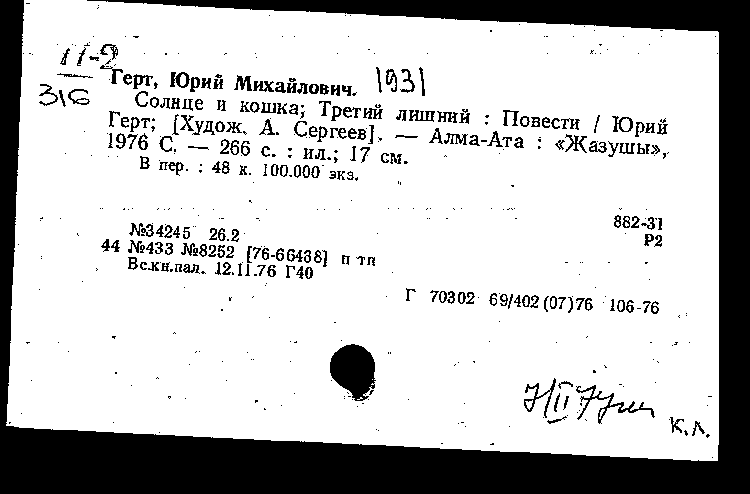 11-2
316
Герт, Юрий Михайлович. 1931
Солнце и кошка; Третий лишний : Повести / Юрий
Герт; [Худож. А. Сергеев]. — Алма-Ата : «Жазушы»,
1976 С. — 266 с. : ил.; 17 см.
В пер. : 48 к. 100.000 экз.
882-31
Р2
№34245 26.2
44 №433 №8252 [76-66438] п тп
Вс.кн.пал. 12.11.76 Г40
Г 70302 69/402(07)76 106-76
К.Л.